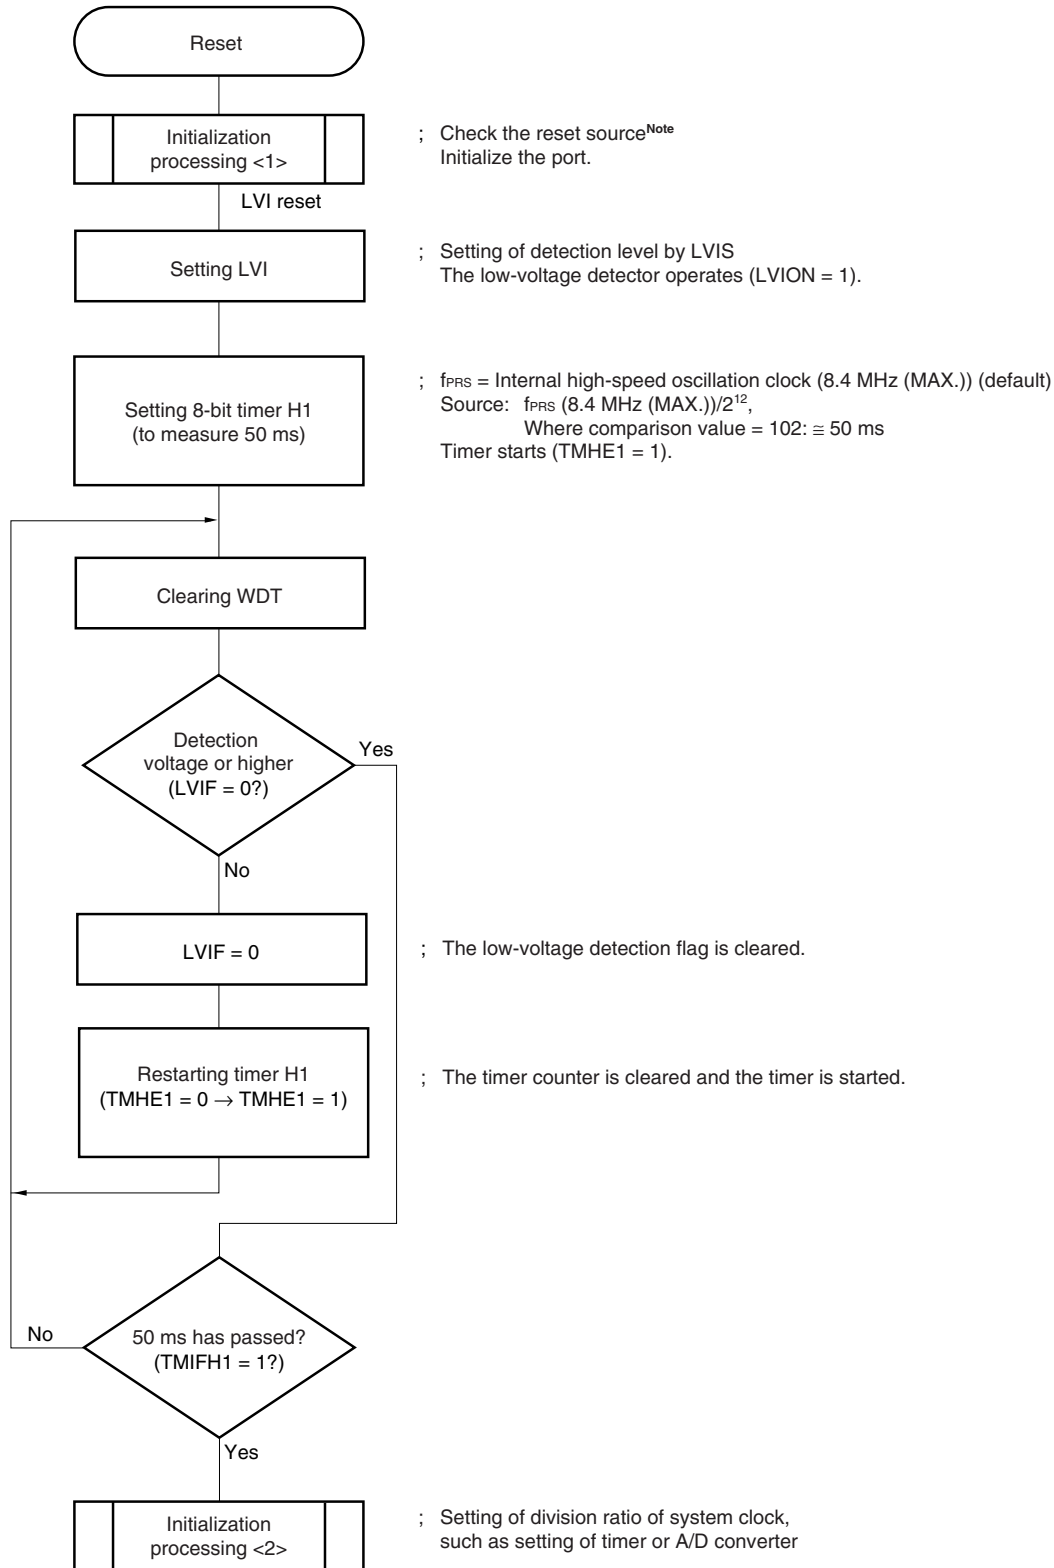 Reset
Initialization
processing <1>
; Check the reset sourceNote
Initialize the port.
LVI reset
Setting LVI
; Setting of detection level by LVIS
The low-voltage detector operates (LVION = 1).
Setting 8-bit timer H1
(to measure 50 ms)
; fPRS = Internal high-speed oscillation clock (8.4 MHz (MAX.)) (default)
Source: fPRS (8.4 MHz (MAX.))/2¹²,
Where comparison value = 102: ≅ 50 ms
Timer starts (TMHE1 = 1).
Clearing WDT
Detection
voltage or higher
(LVIF = 0?)
Yes
No
LVIF = 0
; The low-voltage detection flag is cleared.
Restarting timer H1
(TMHE1 = 0 → TMHE1 = 1)
; The timer counter is cleared and the timer is started.
No
50 ms has passed?
(TMIFH1 = 1?)
Yes
Initialization
processing <2>
; Setting of division ratio of system clock,
such as setting of timer or A/D converter